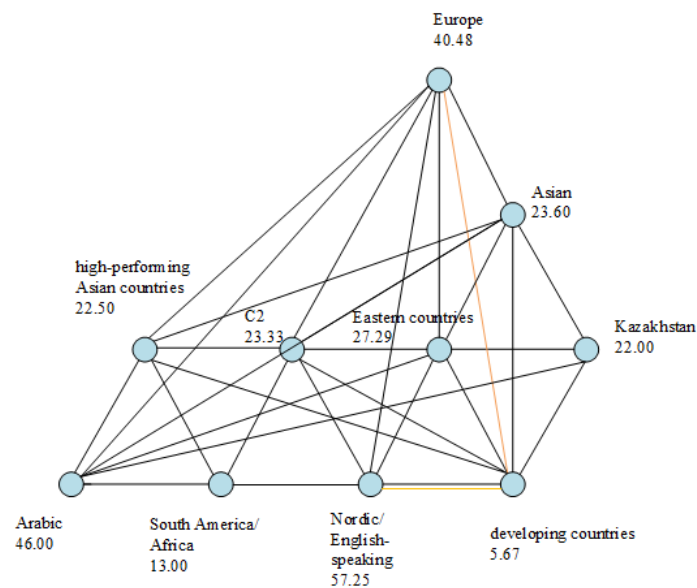 Europe
40.48
Asian
23.60
high-performing
Asian countries
22.50
C2
23.33
Eastern countries
27.29
Kazakhstan
22.00
Arabic
46.00
South America/
Africa
13.00
Nordic/
English-
speaking
57.25
developing countries
5.67